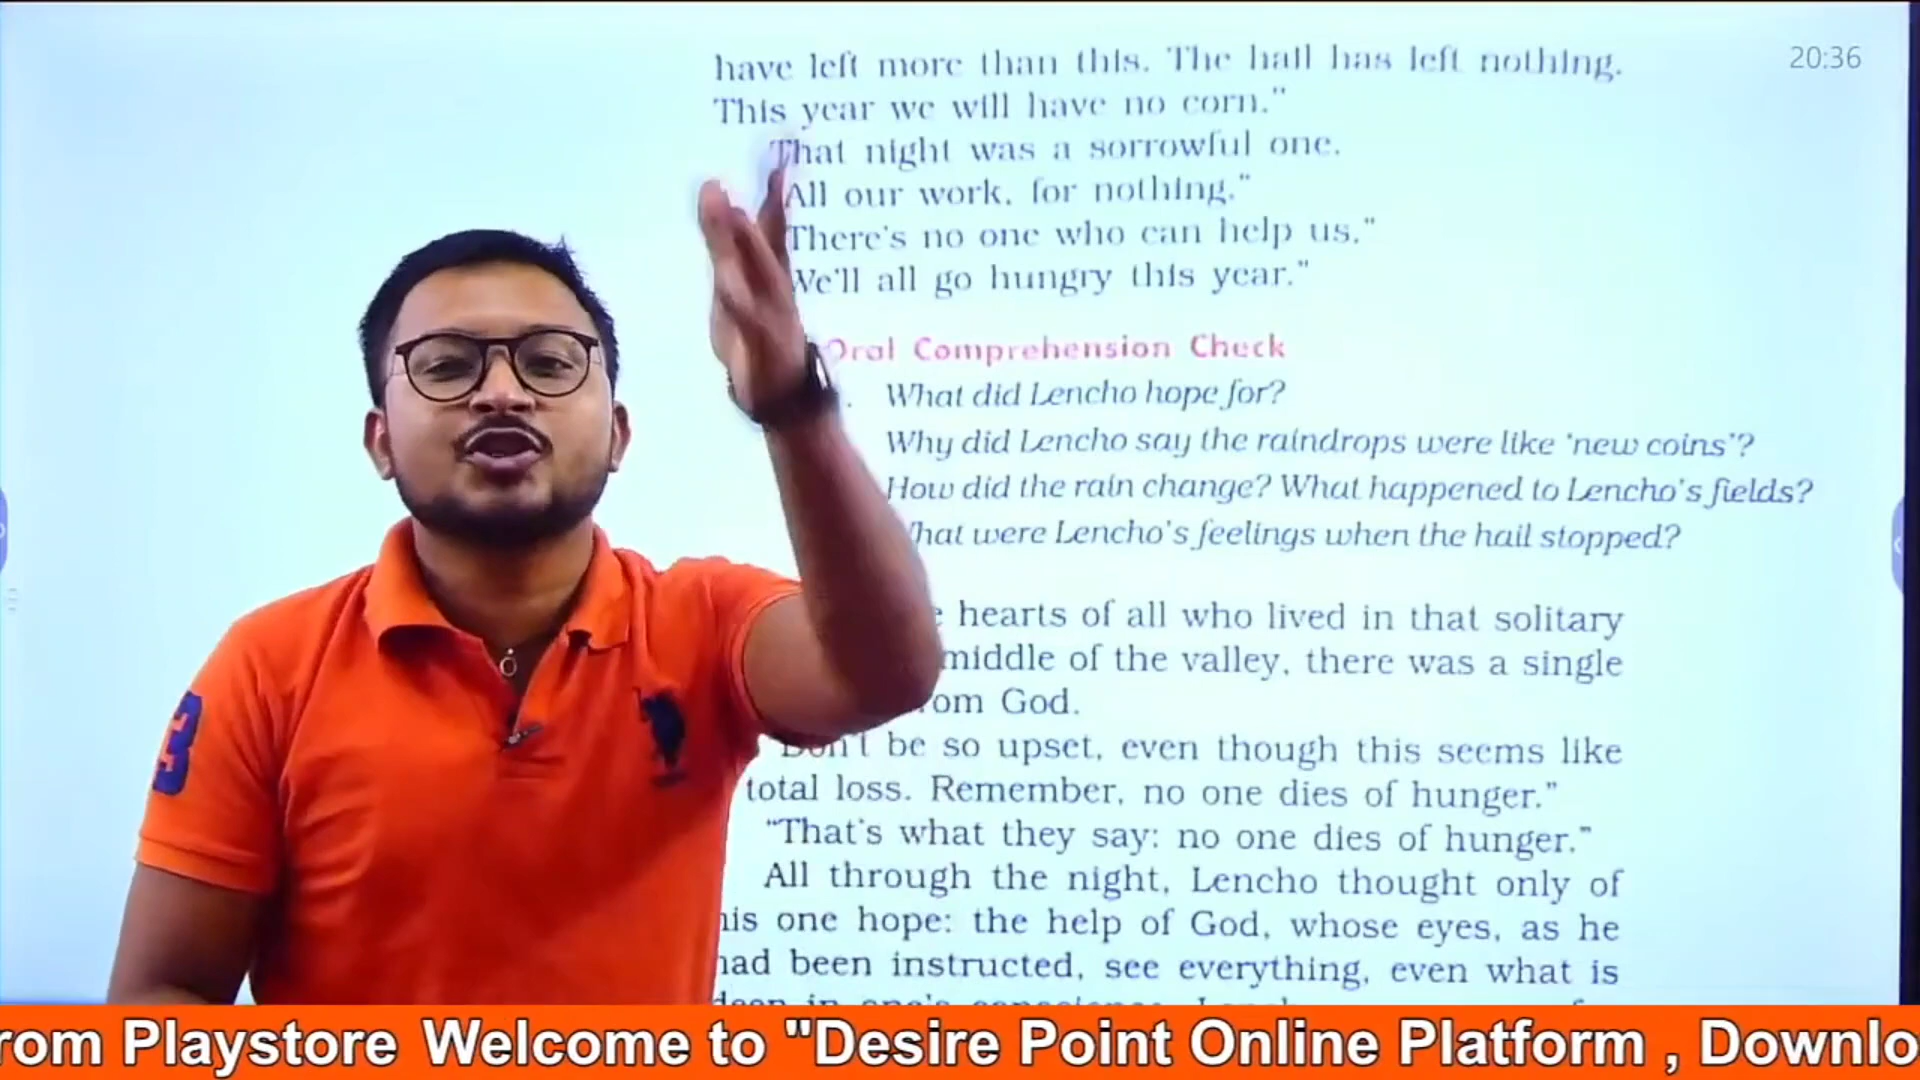 have left more than this. The hail has left nothing.
20:36
This year we will have no corn."
That night was a sorrowful one.
All our work, for nothing."
There's no one who can help us."
We'll all go hungry this year."
Oral Comprehension Check
What did Lencho hope for?
Why did Lencho say the raindrops were like 'new coins'?
How did the rain change? What happened to Lencho's fields?
hat were Lencho's feelings when the hail stopped?
hearts of all who lived in that solitary
middle of the valley, there was a single
om God.
"Don't be so upset, even though this seems like
total loss. Remember, no one dies of hunger."
"That's what they say: no one dies of hunger."
All through the night, Lencho thought only of
his one hope: the help of God, whose eyes, as he
had been instructed, see everything, even what is
deep in one's conscience.
3
rom Playstore Welcome to "Desire Point Online Platform , Downlo